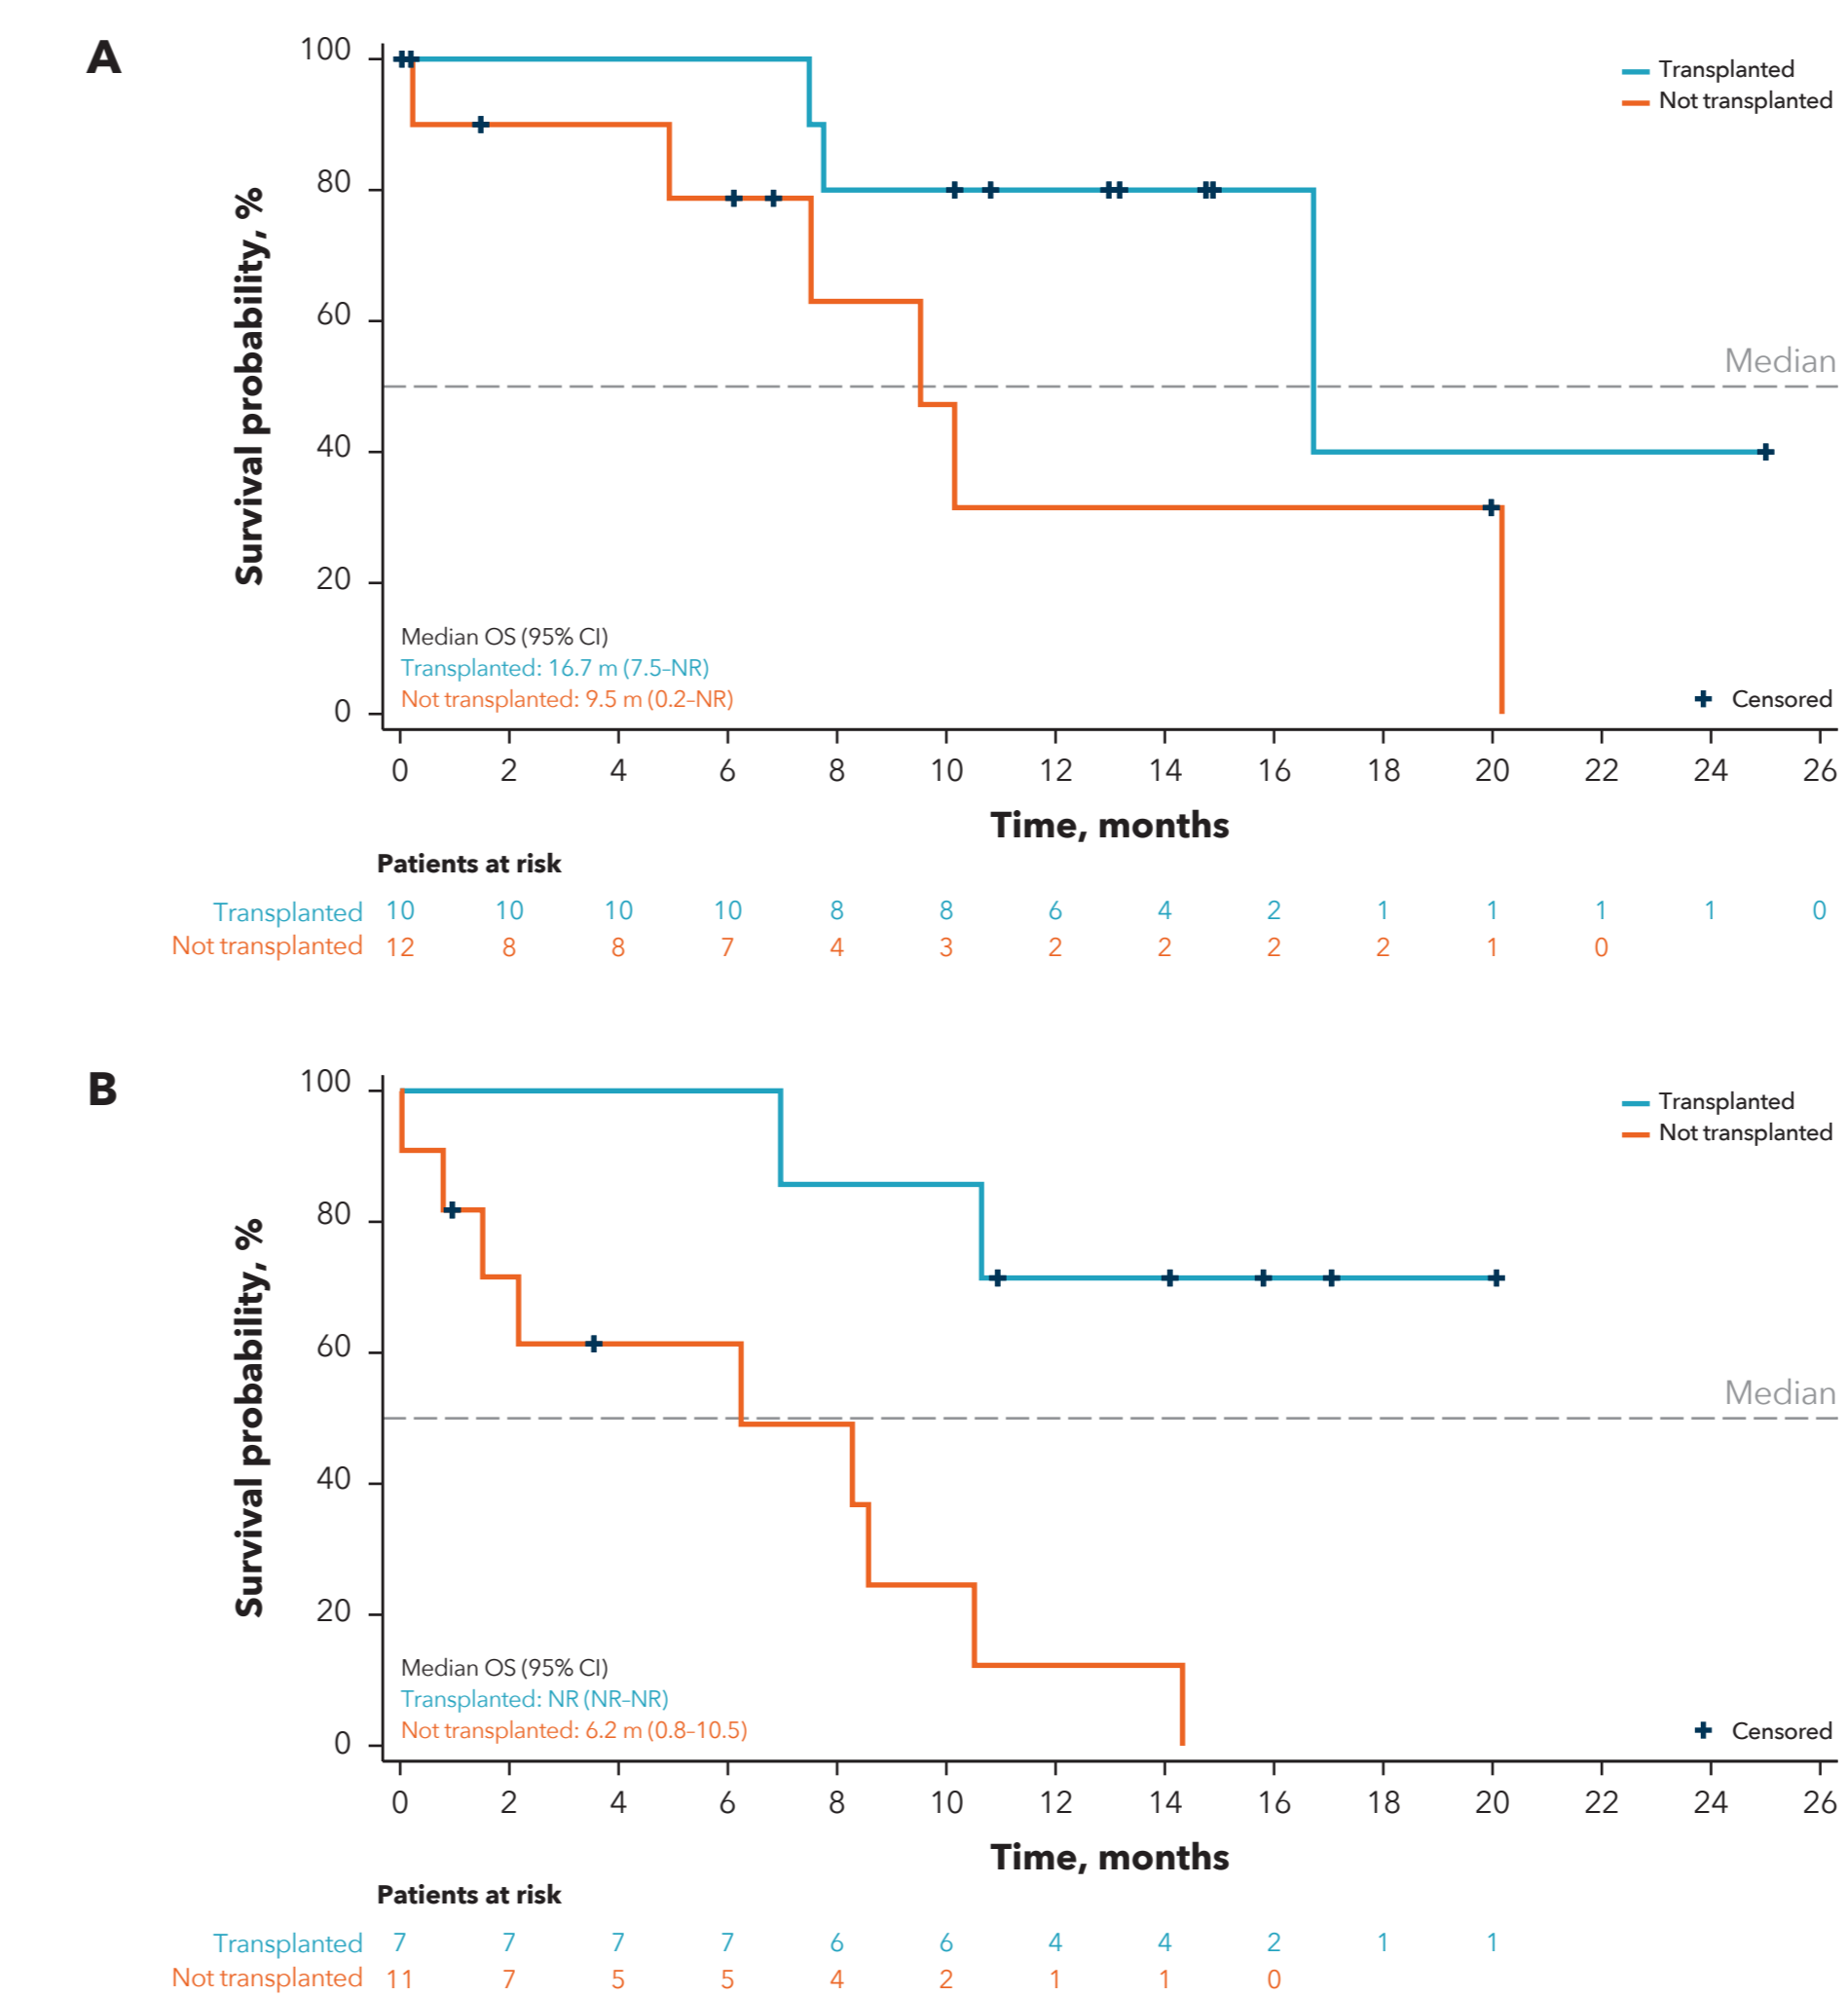 A
100
80
60
40
20
0
Survival probability, %
Transplanted
Not transplanted
Median
Median OS (95% CI)
Transplanted: 16.7 m (7.5–NR)
Not transplanted: 9.5 m (0.2–NR)
Censored
0 2 4 6 8 10 12 14 16 18 20 22 24 26
Time, months
Patients at risk
Transplanted 10 10 10 10 8 8 6 4 2 1 1 1 1 0
Not transplanted 12 8 8 7 4 3 2 2 2 2 1 0
B
100
80
60
40
20
0
Survival probability, %
Transplanted
Not transplanted
Median
Median OS (95% CI)
Transplanted: NR (NR–NR)
Not transplanted: 6.2 m (0.8–10.5)
Censored
0 2 4 6 8 10 12 14 16 18 20 22 24 26
Time, months
Patients at risk
Transplanted 7 7 7 7 6 6 4 4 2 1 1
Not transplanted 11 7 5 5 4 2 1 1 0